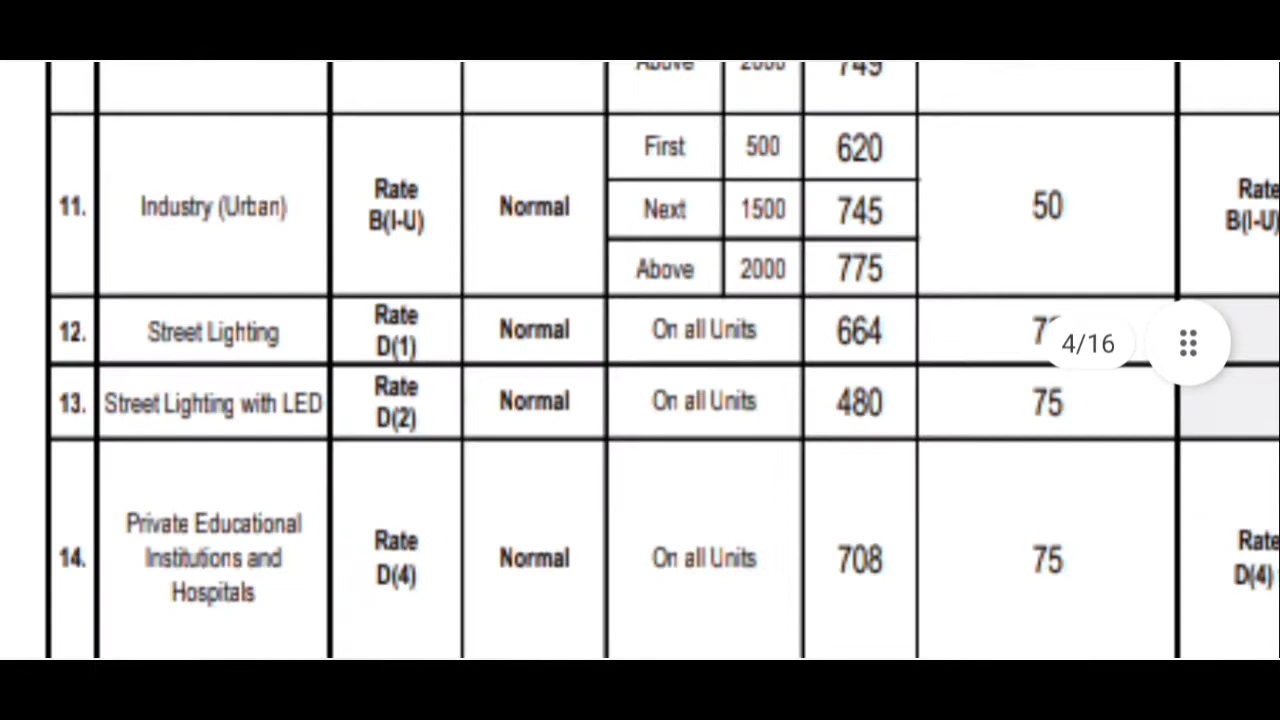 Above 2000 749
First 500 620
11. Industry (Urban) Rate B(I-U) Normal Next 1500 745 50 Rate B(I-U)
Above 2000 775
12. Street Lighting Rate D(1) Normal On all Units 664
4/16
13. Street Lighting with LED Rate D(2) Normal On all Units 480 75
14. Private Educational Institutions and Hospitals Rate D(4) Normal On all Units 708 75 Rate D(4)